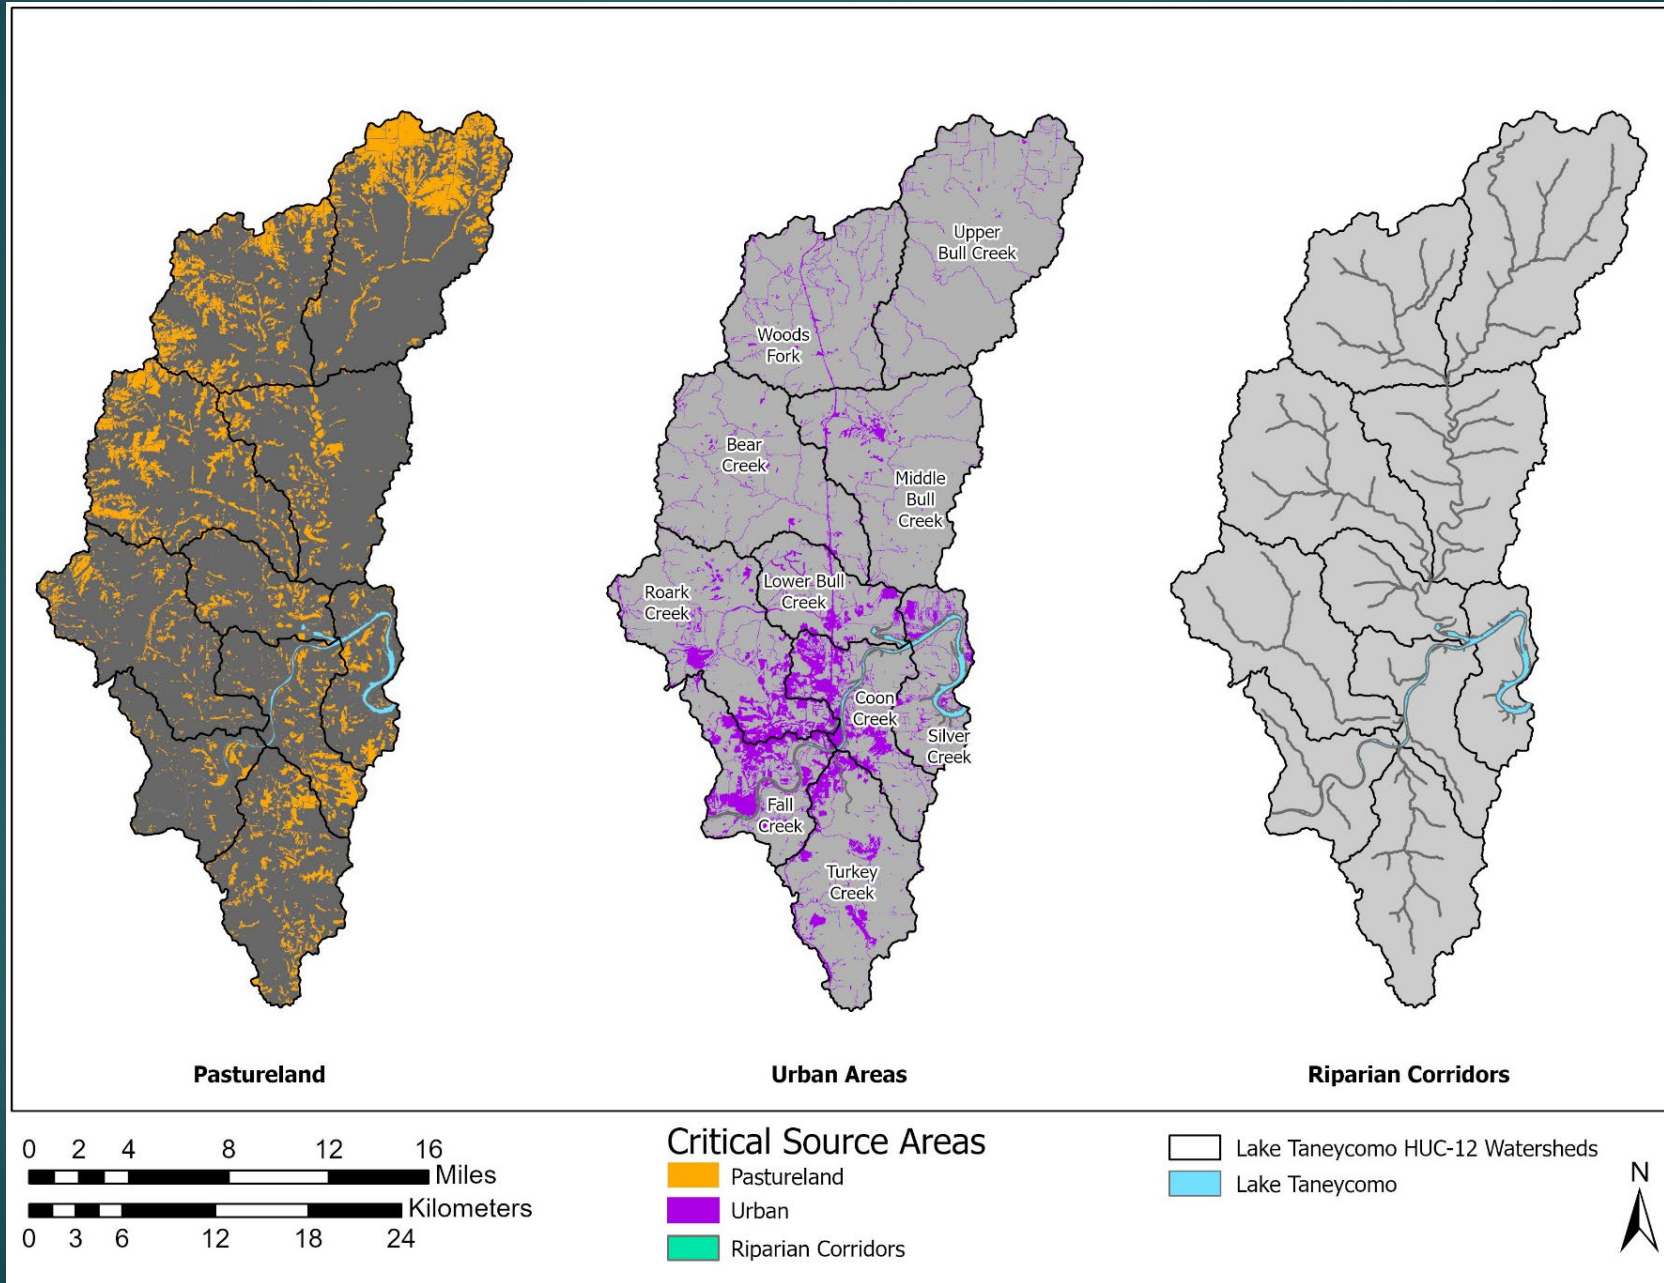 Upper
Bull Creek
Woods
Fork
Bear
Creek
Middle
Bull
Creek
Roark
Creek
Lower Bull
Creek
Coon
Creek
Silver
Creek
Fall
Creek
Turkey
Creek
Pastureland
Urban Areas
Riparian Corridors
0 2 4 8 12 16
Miles
Kilometers
0 3 6 12 18 24
Critical Source Areas
Pastureland
Urban
Riparian Corridors
Lake Taneycomo HUC-12 Watersheds
Lake Taneycomo
N